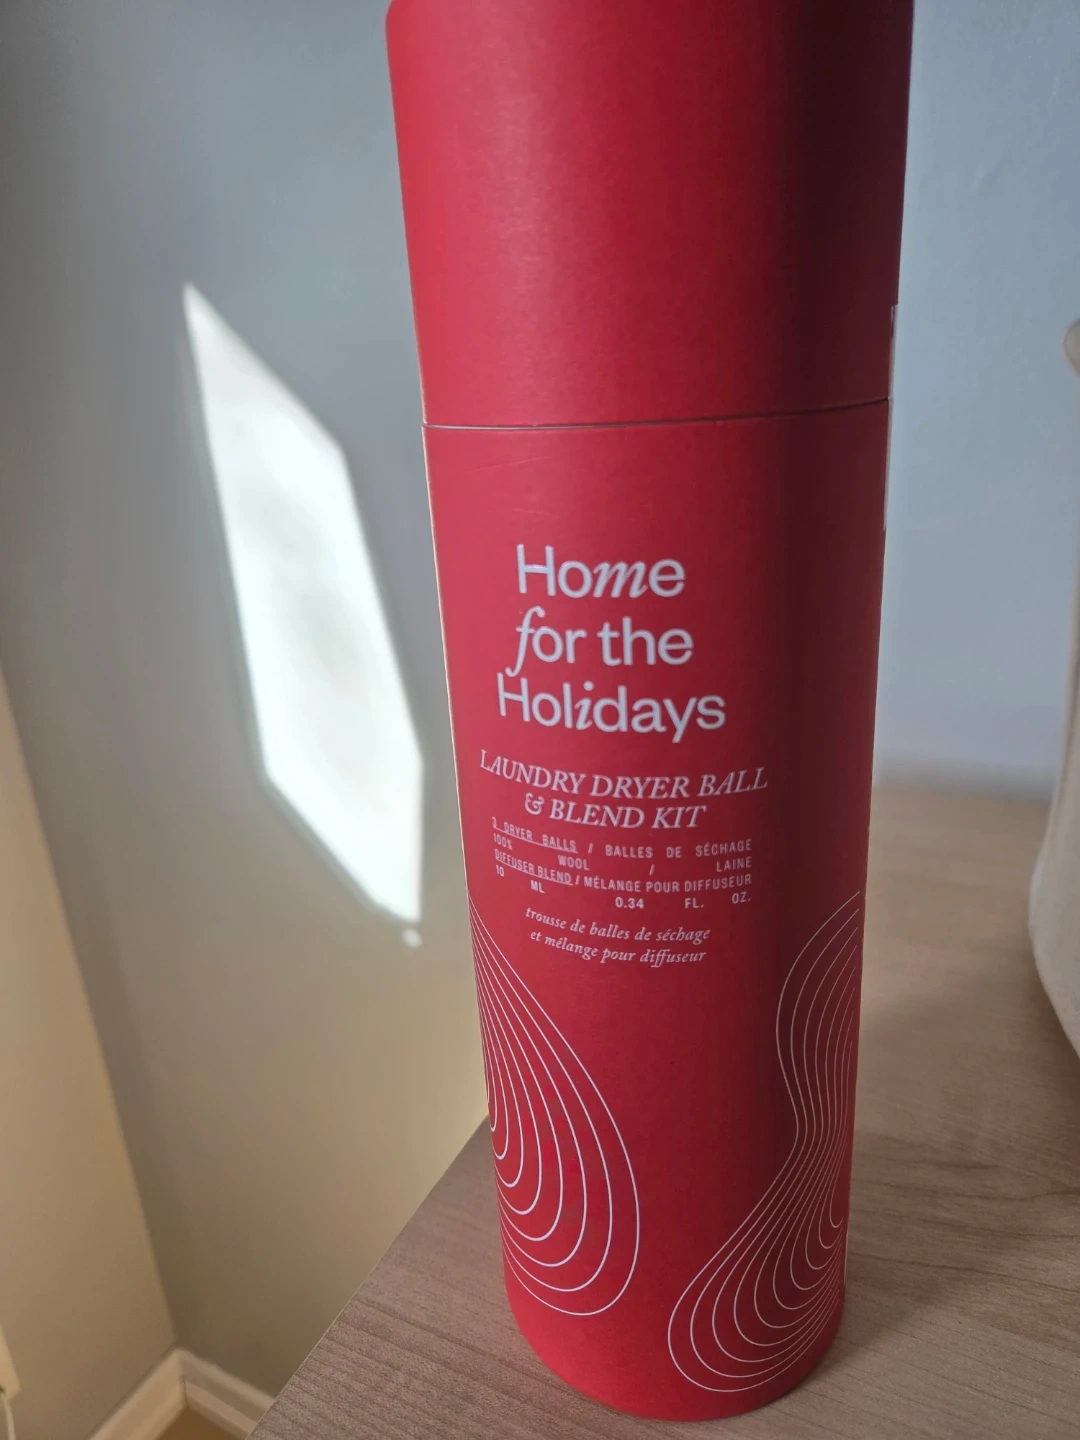 Home
for the
Holidays
LAUNDRY DRYER BALL
& BLEND KIT
3 DRYER BALLS / BALLES DE SÉCHAGE
100% WOOL / LAINE
DIFFUSER BLEND / MÉLANGE POUR DIFFUSEUR
10 ML 0.34 FL. OZ.
trousse de balles de séchage
et mélange pour diffuseur